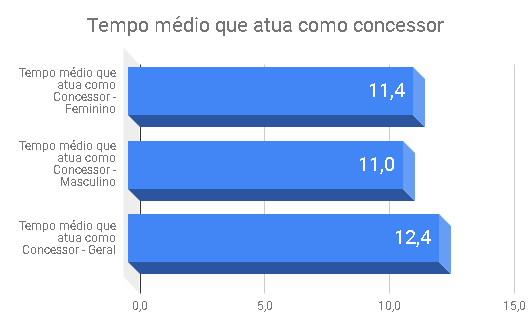 Tempo médio que atua como concessor
Tempo médio que
atua como
Concessor -
Feminino
11,4
Tempo médio que
atua como
Concessor -
Masculino
11,0
Tempo médio que
atua como
Concessor - Geral
12,4
0,0 5,0 10,0 15,0